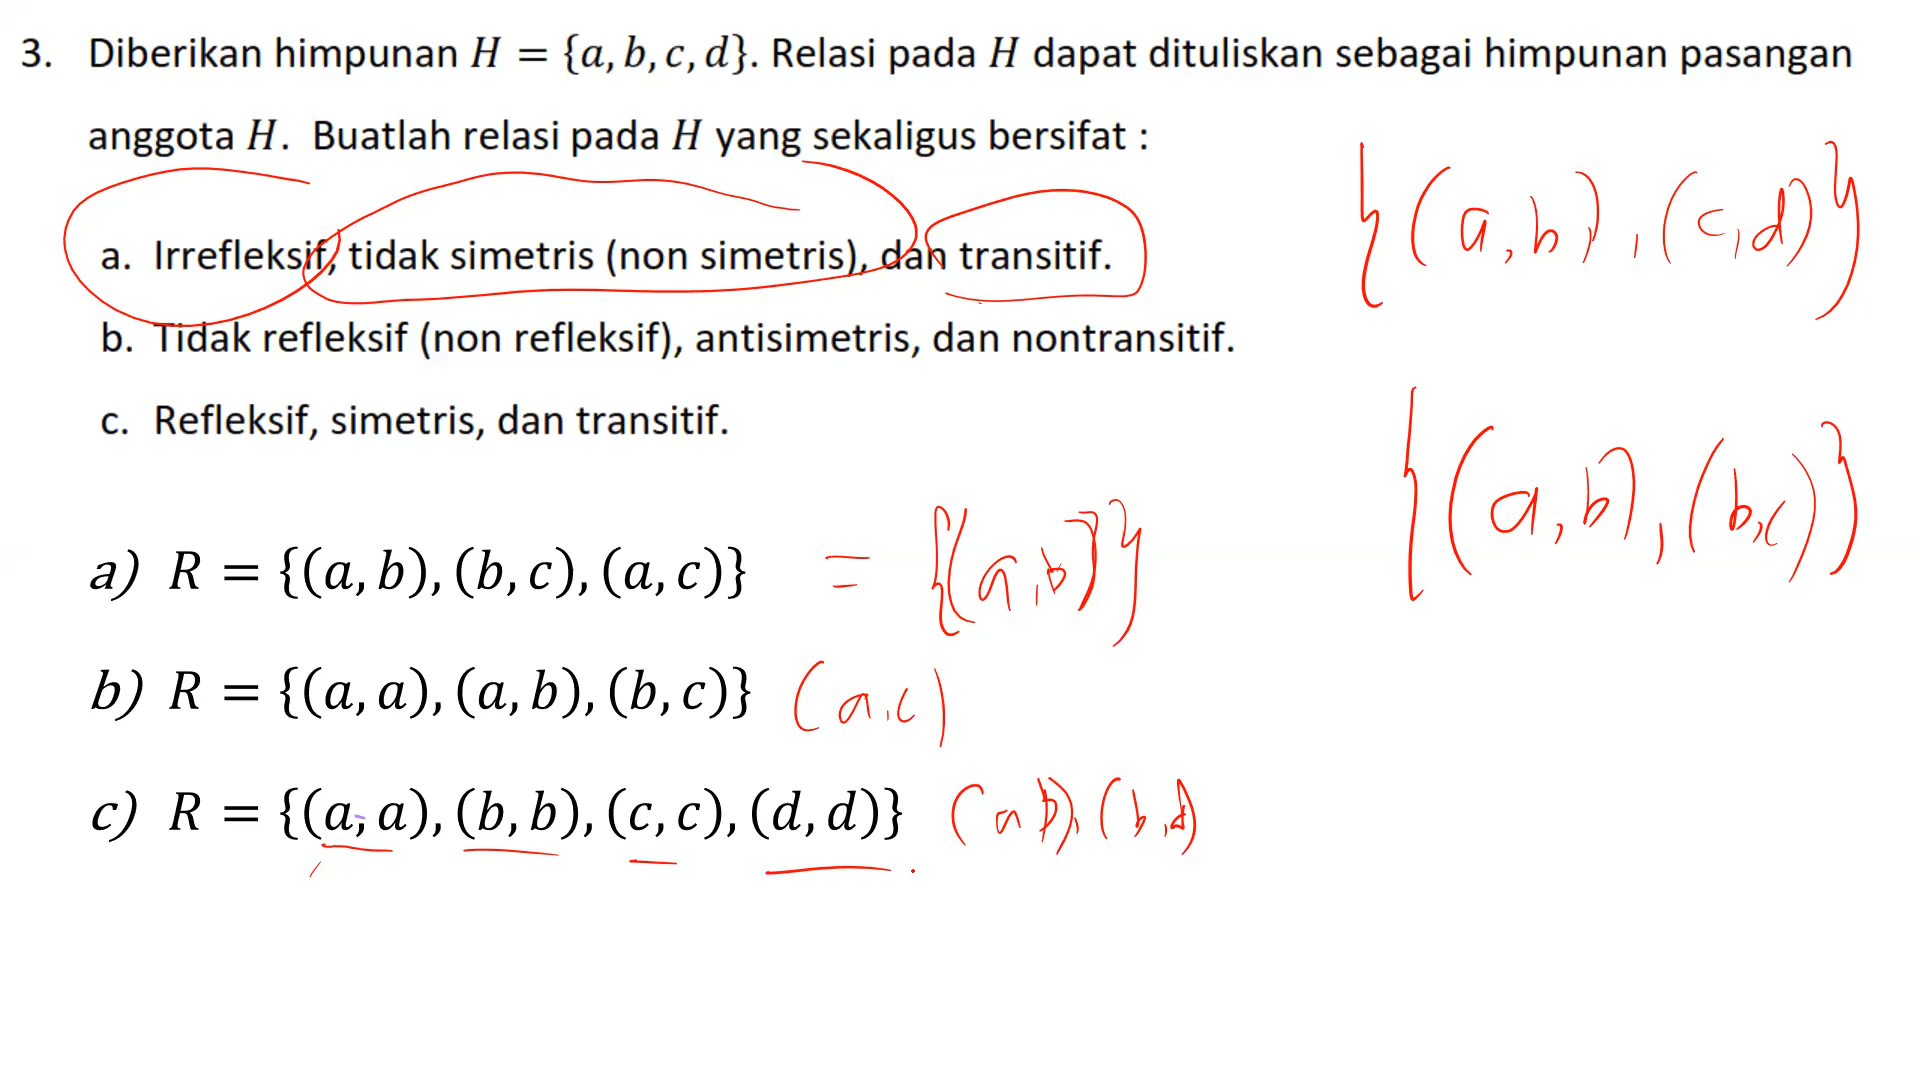 3. Diberikan himpunan H = {a, b, c, d}. Relasi pada H dapat dituliskan sebagai himpunan pasangan
anggota H. Buatlah relasi pada H yang sekaligus bersifat :
{(a,b), (c,d)}
a. Irrefleksif, tidak simetris (non simetris), dan transitif.
b. Tidak refleksif (non refleksif), antisimetris, dan nontransitif.
c. Refleksif, simetris, dan transitif.
{(a,b), (b,c)}
a) R = {(a, b), (b, c), (a, c)} = {(a,b)}
b) R = {(a, a), (a, b), (b, c)} (a,c)
c) R = {(a, a), (b, b), (c, c), (d, d)} (a b), (b,d)